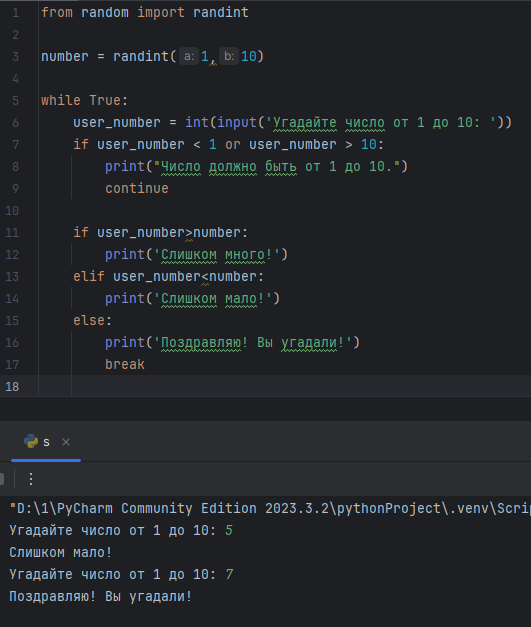 1 from random import randint
2
3 number = randint( a: 1, b: 10)
4
5 while True:
6 user_number = int(input('Угадайте число от 1 до 10: '))
7 if user_number < 1 or user_number > 10:
8 print("Число должно быть от 1 до 10.")
9 continue
10
11 if user_number>number:
12 print('Слишком много!')
13 elif user_number<number:
14 print('Слишком мало!')
15 else:
16 print('Поздравляю! Вы угадали!')
17 break
18
s ×
"D:\1\PyCharm Community Edition 2023.3.2\pythonProject\.venv\Scrip
Угадайте число от 1 до 10: 5
Слишком мало!
Угадайте число от 1 до 10: 7
Поздравляю! Вы угадали!